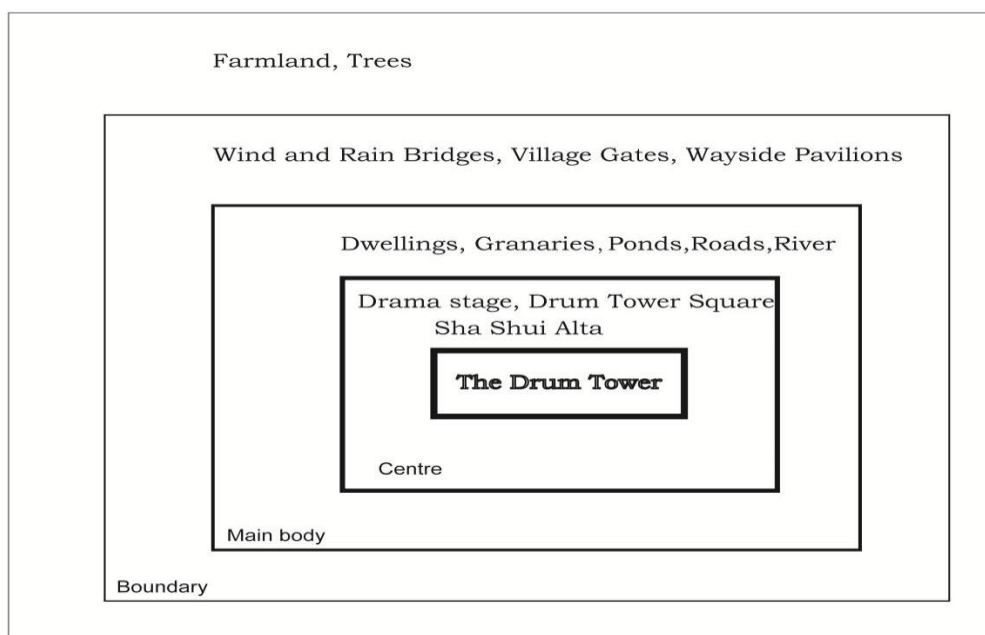 Farmland, Trees
Wind and Rain Bridges, Village Gates, Wayside Pavilions
Dwellings, Granaries, Ponds,Roads,River
Drama stage, Drum Tower Square
Sha Shui Alta
The Drum Tower
Centre
Main body
Boundary